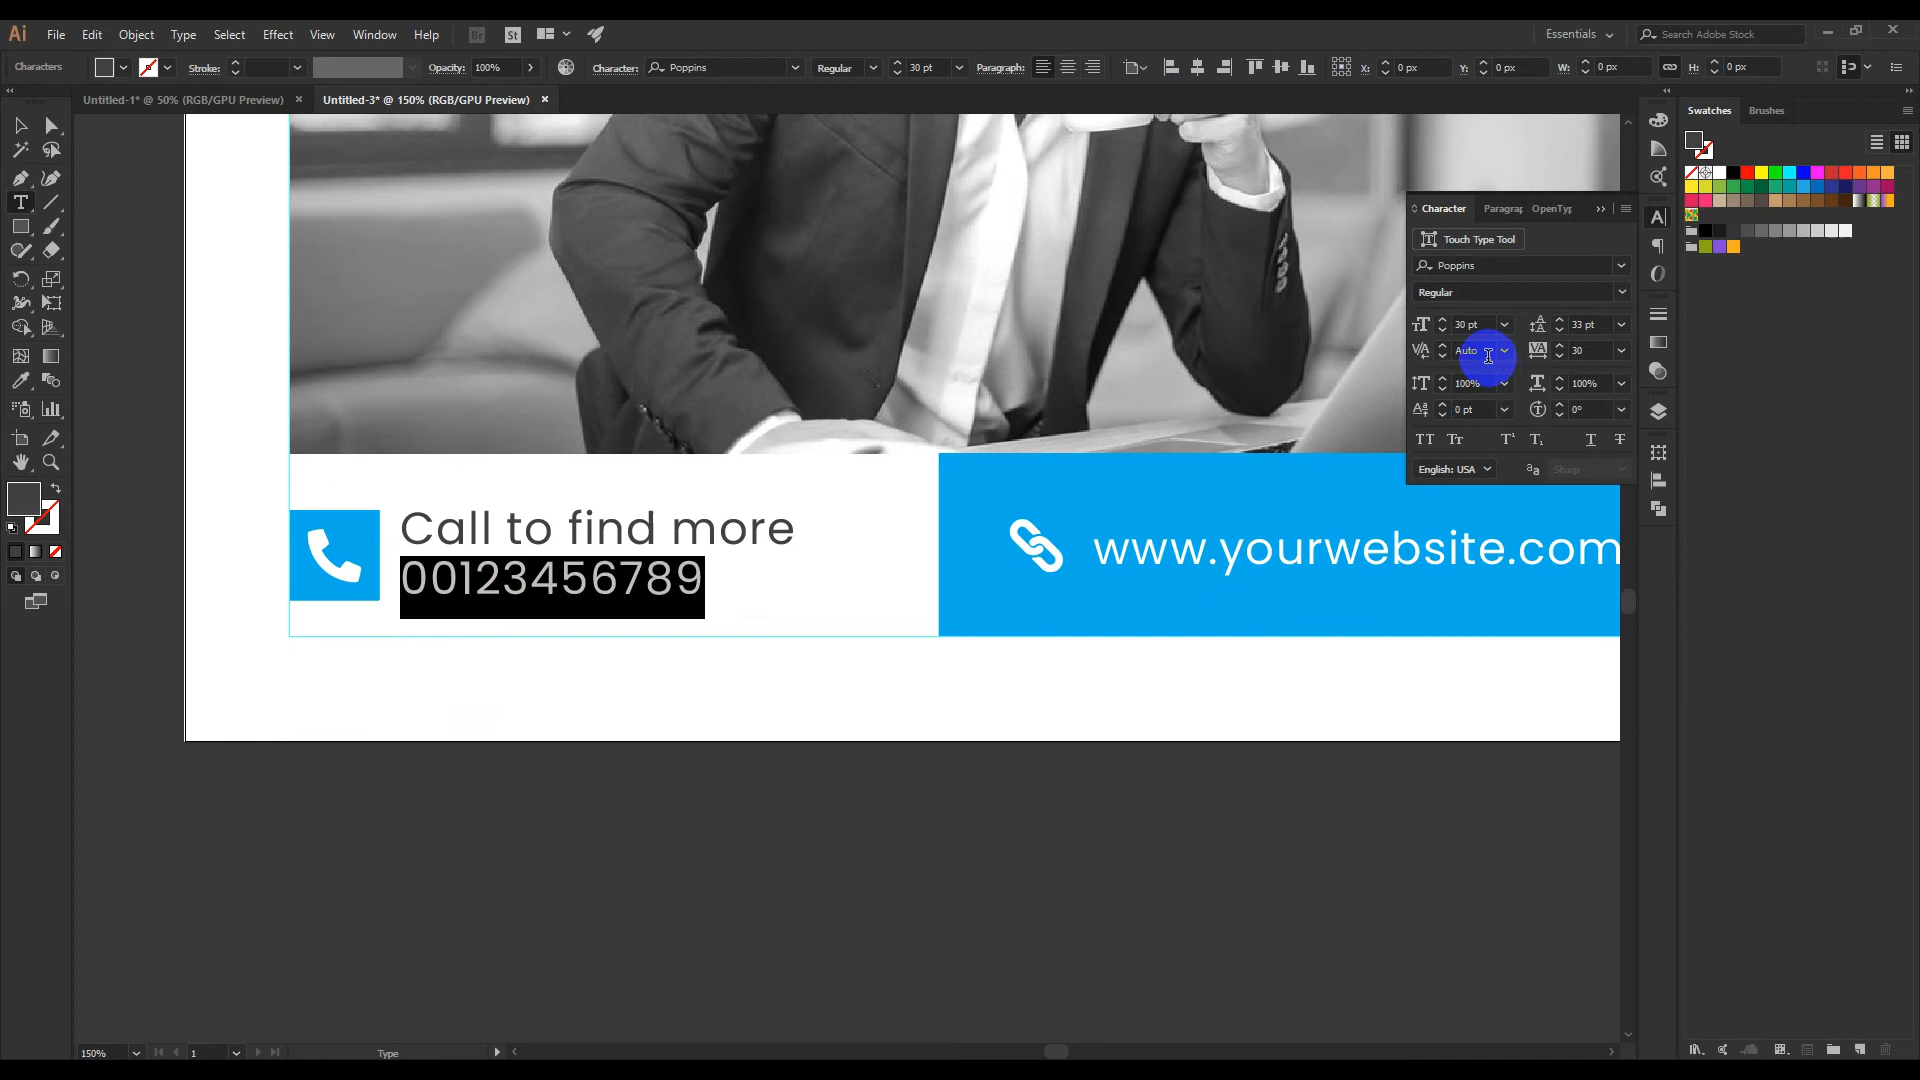 Ai File Edit Object Type Select Effect View Window Help Br St Essentials Search Adobe Stock
Characters Stroke: Opacity: 100% Character: Poppins Regular 30 pt Paragraph: X: 0 px Y: 0 px W: 0 px H: 0 px
Untitled-1* @ 50% (RGB/GPU Preview) × Untitled-3* @ 150% (RGB/GPU Preview) ×
Swatches Brushes
Character Paragrap OpenTyp
Touch Type Tool
Poppins
Regular
30 pt 33 pt
Auto 30
100% 100%
0 pt 0°
English: USA Sharp
Call to find more
00123456789
www.yourwebsite.com
150% 1 Type